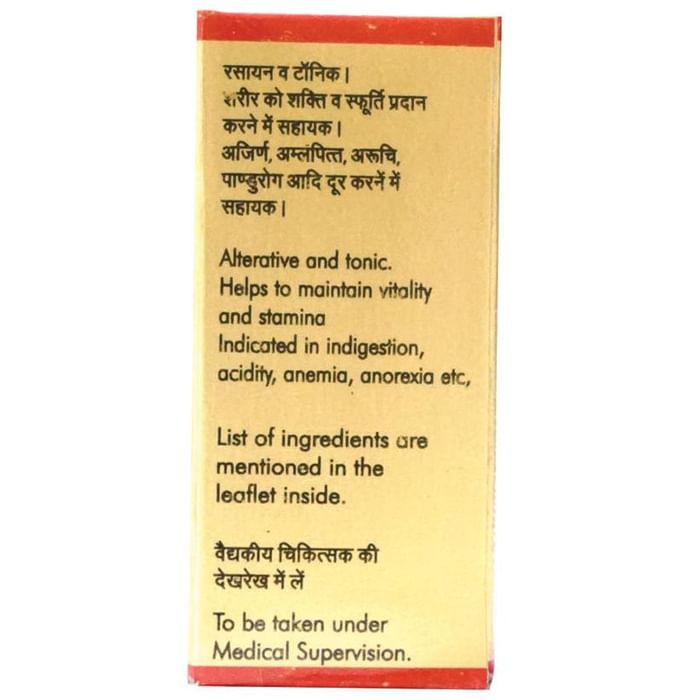 रसायन व टॉनिक।
शरीर को शक्ति व स्फूर्ति प्रदान
करने में सहायक।
अजिर्ण, अम्लपित्त, अरूचि,
पाण्डुरोग आदि दूर करनें में
सहायक।
Alterative and tonic.
Helps to maintain vitality
and stamina
Indicated in indigestion,
acidity, anemia, anorexia etc,
List of ingredients are
mentioned in the
leaflet inside.
वैद्यकीय चिकित्सक की
देखरेख में लें
To be taken under
Medical Supervision.